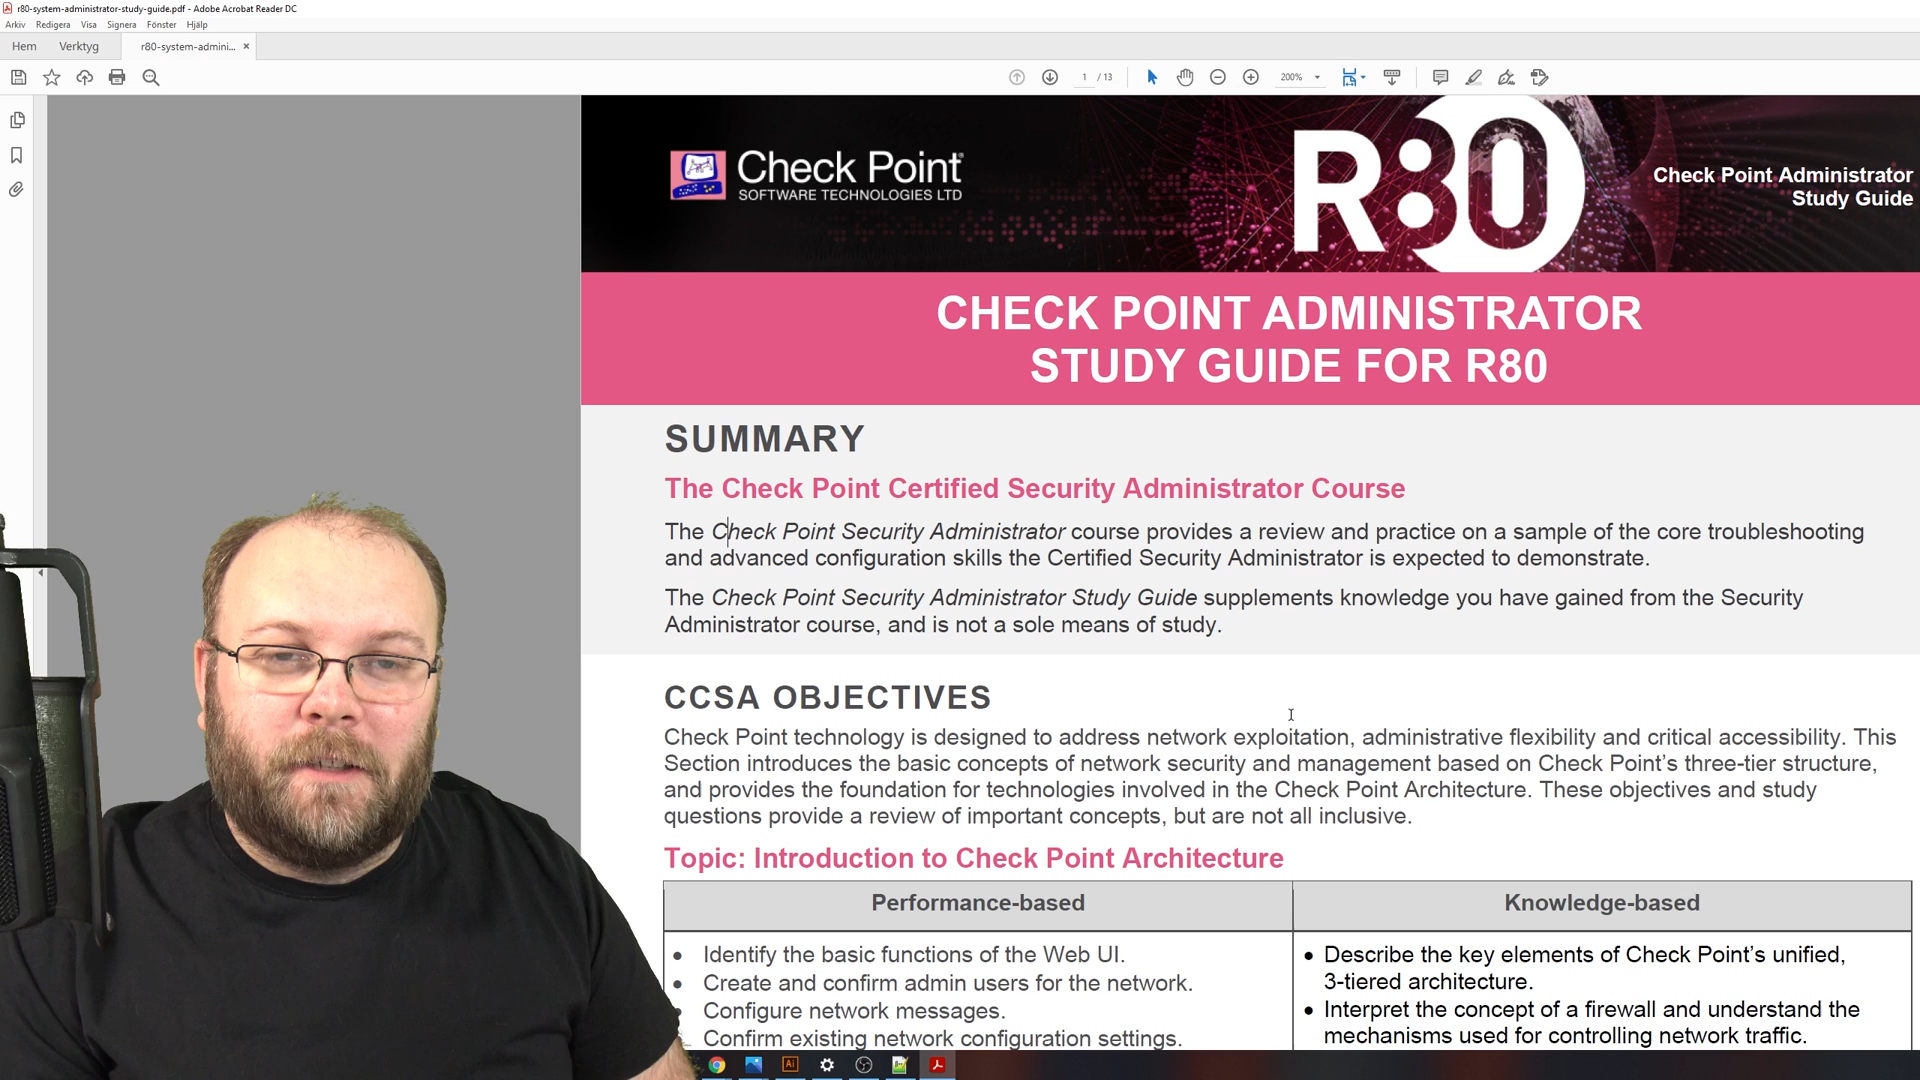 r80-system-administrator-study-guide.pdf - Adobe Acrobat Reader DC
Arkiv Redigera Visa Signera Fönster Hjälp
Hem Verktyg r80-system-admini... ×
1 / 13 200%
Check Point
SOFTWARE TECHNOLOGIES LTD
R80
Check Point Administrator
Study Guide
CHECK POINT ADMINISTRATOR
STUDY GUIDE FOR R80
SUMMARY
The Check Point Certified Security Administrator Course
The Check Point Security Administrator course provides a review and practice on a sample of the core troubleshooting
and advanced configuration skills the Certified Security Administrator is expected to demonstrate.
The Check Point Security Administrator Study Guide supplements knowledge you have gained from the Security
Administrator course, and is not a sole means of study.
CCSA OBJECTIVES
Check Point technology is designed to address network exploitation, administrative flexibility and critical accessibility. This
Section introduces the basic concepts of network security and management based on Check Point’s three-tier structure,
and provides the foundation for technologies involved in the Check Point Architecture. These objectives and study
questions provide a review of important concepts, but are not all inclusive.
Topic: Introduction to Check Point Architecture
Performance-based
• Identify the basic functions of the Web UI.
• Create and confirm admin users for the network.
• Configure network messages.
Confirm existing network configuration settings.
Knowledge-based
• Describe the key elements of Check Point’s unified,
3-tiered architecture.
• Interpret the concept of a firewall and understand the
mechanisms used for controlling network traffic.
Ai